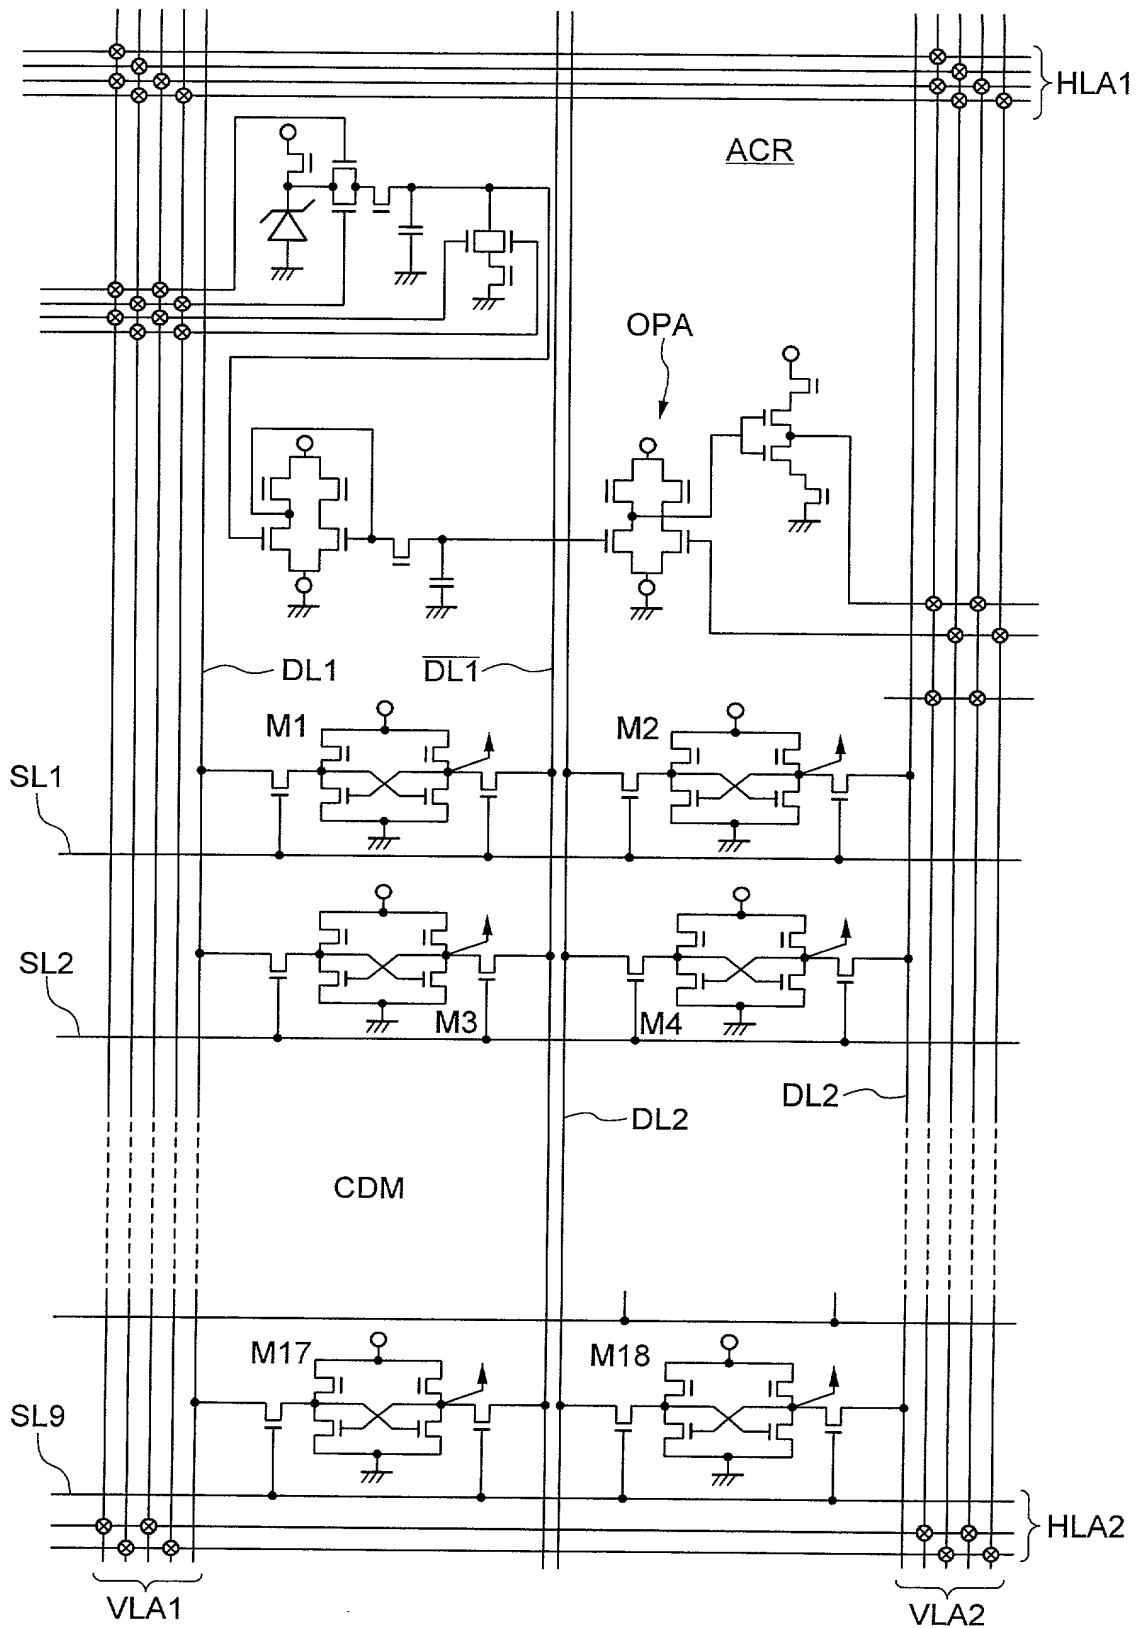 HLA1
ACR
OPA
DL1
DL1
M1
M2
SL1
SL2
M3
M4
DL2
DL2
CDM
M17
M18
SL9
HLA2
VLA1
VLA2